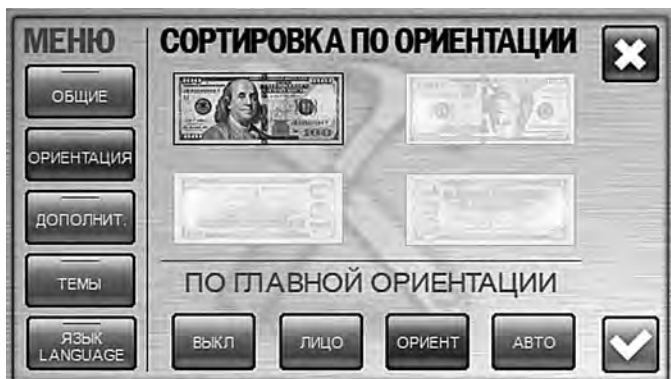 МЕНЮ
СОРТИРОВКА ПО ОРИЕНТАЦИИ
ОБЩИЕ
ОРИЕНТАЦИЯ
ДОПОЛНИТ.
ТЕМЫ
ЯЗЫК
LANGUAGE
ПО ГЛАВНОЙ ОРИЕНТАЦИИ
ВЫКЛ
ЛИЦО
ОРИЕНТ
АВТО